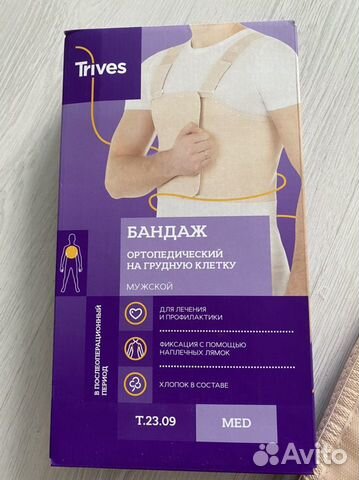 Trives
БАНДАЖ
ОРТОПЕДИЧЕСКИЙ
НА ГРУДНУЮ КЛЕТКУ
МУЖСКОЙ
ДЛЯ ЛЕЧЕНИЯ
И ПРОФИЛАКТИКИ
ФИКСАЦИЯ С ПОМОЩЬЮ
НАПЛЕЧНЫХ ЛЯМОК
ХЛОПОК В СОСТАВЕ
В ПОСЛЕОПЕРАЦИОННЫЙ
ПЕРИОД
Т.23.09
MED
Avito